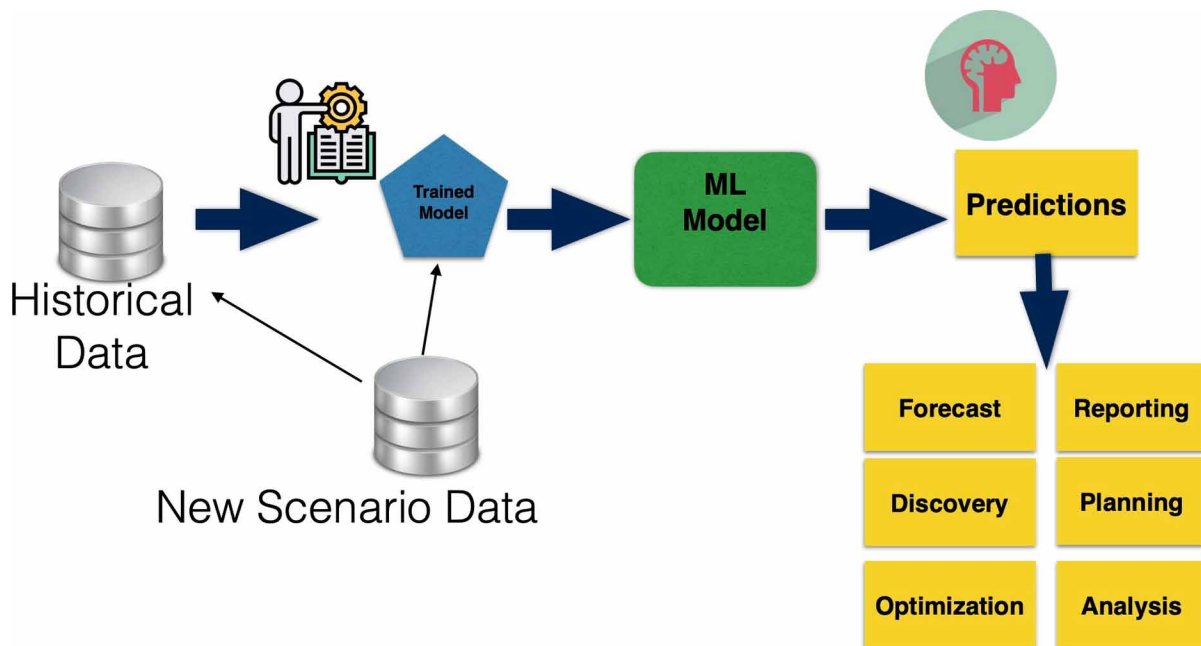 Historical
Data
Trained
Model
ML
Model
Predictions
New Scenario Data
Forecast
Reporting
Discovery
Planning
Optimization
Analysis